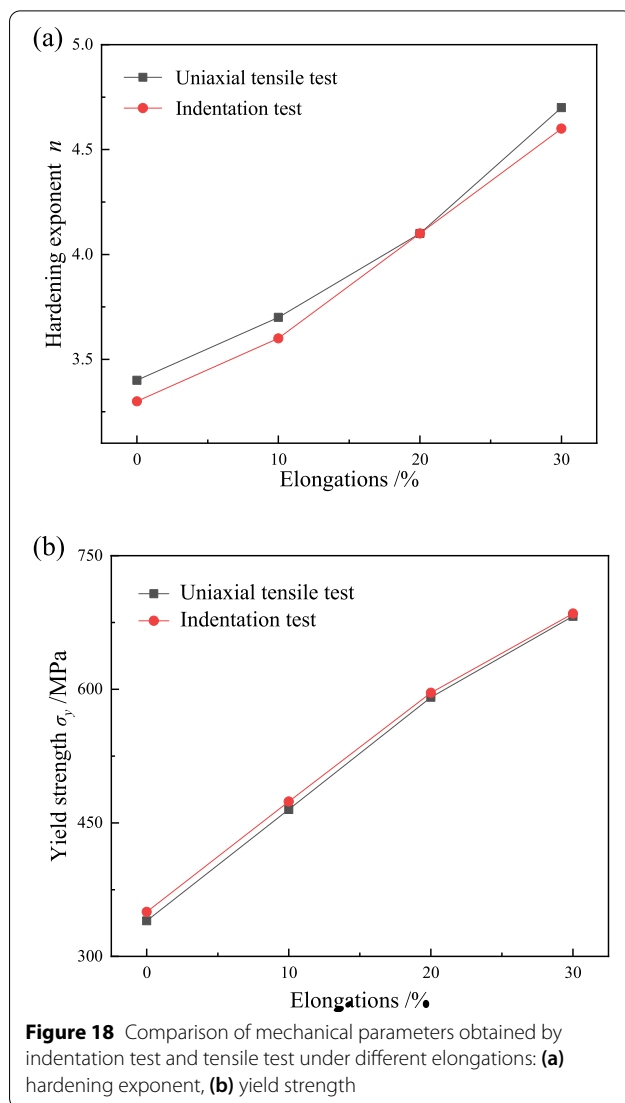 (a)
5.0
Uniaxial tensile test
Indentation test
4.5
4.0
3.5
Hardening exponent n
0 10 20 30
Elongations /%
(b)
750
Uniaxial tensile test
Indentation test
600
450
300
Yield strength σy /MPa
0 10 20 30
Elongations /%
Figure 18 Comparison of mechanical parameters obtained by
indentation test and tensile test under different elongations: (a)
hardening exponent, (b) yield strength